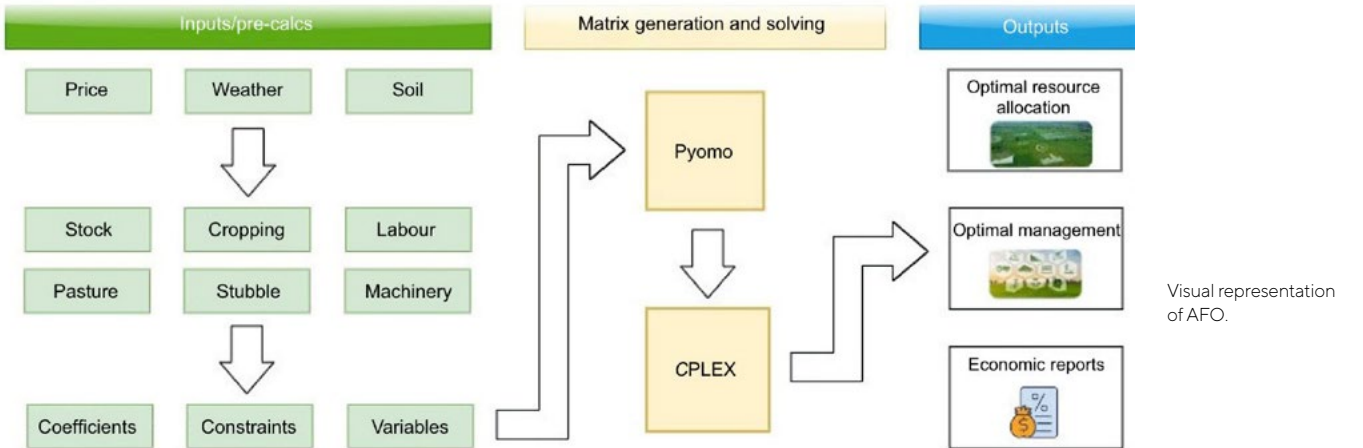 Inputs/pre-calcs
Matrix generation and solving
Outputs
Price
Weather
Soil
Stock
Cropping
Labour
Pasture
Stubble
Machinery
Coefficients
Constraints
Variables
Pyomo
CPLEX
Optimal resource
allocation
Optimal management
Economic reports
%
$
Visual representation
of AFO.